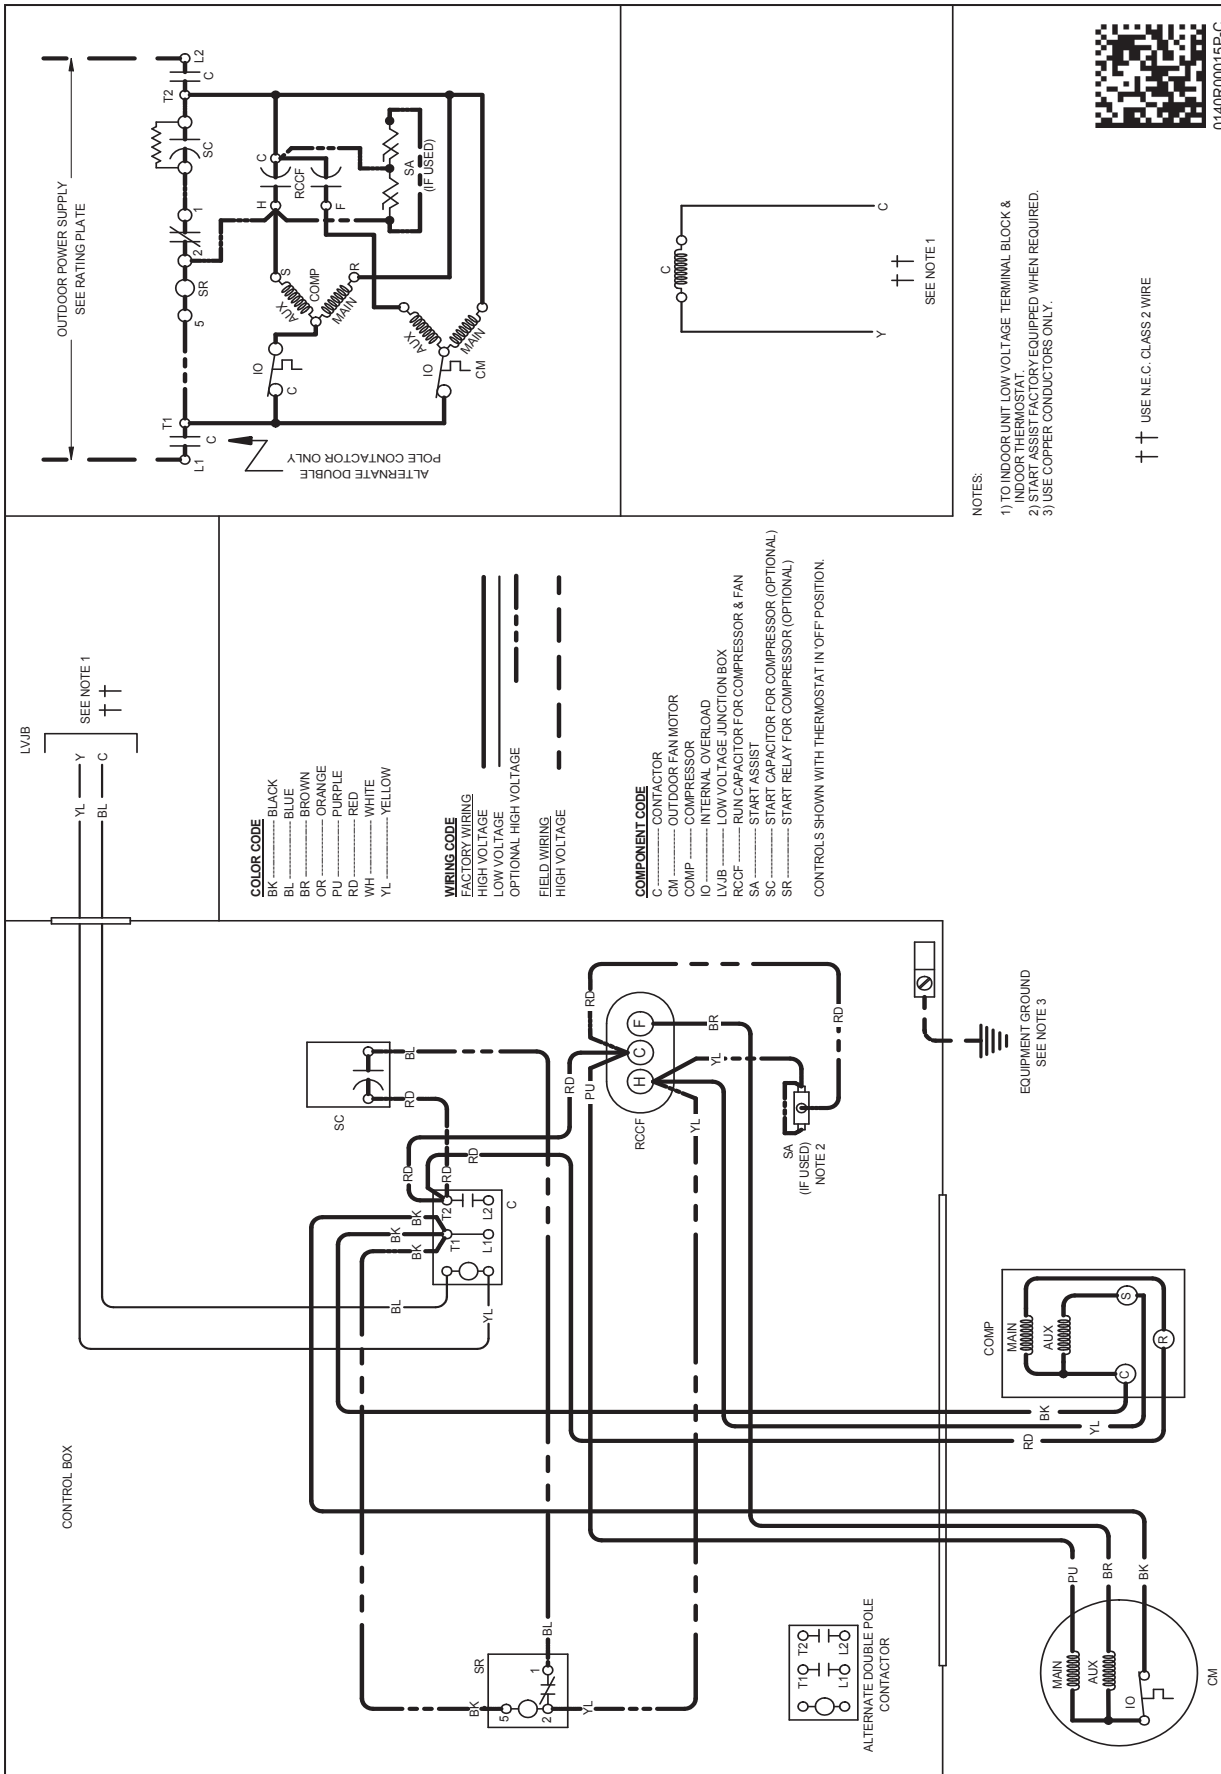 CONTROL BOX
LVJB
YL
Y
BL
C
SEE NOTE 1
SC
RD
BL
RD
RD
RD
RD
BK
BK
BK
T2
T1
L2
L1
C
BL
YL
RD
PU
RD
H
C
F
RCCF
BR
YL
YL
RD
SA
(IF USED)
NOTE 2
SR
BK
5
2
1
BL
YL
T1
T2
L1
L2
ALTERNATE DOUBLE POLE
CONTACTOR
EQUIPMENT GROUND
SEE NOTE 3
COMP
MAIN
AUX
C
S
R
BK
YL
RD
PU
BR
BK
MAIN
AUX
IO
CM
COLOR CODE
BK ---------- BLACK
BL ---------- BLUE
BR ---------- BROWN
OR ---------- ORANGE
PU ---------- PURPLE
RD ---------- RED
WH ---------- WHITE
YL ---------- YELLOW
WIRING CODE
FACTORY WIRING
HIGH VOLTAGE
LOW VOLTAGE
OPTIONAL HIGH VOLTAGE
FIELD WIRING
HIGH VOLTAGE
COMPONENT CODE
C ---------- CONTACTOR
CM ---------- OUTDOOR FAN MOTOR
COMP ---------- COMPRESSOR
IO ---------- INTERNAL OVERLOAD
LVJB ---------- LOW VOLTAGE JUNCTION BOX
RCCF ---------- RUN CAPACITOR FOR COMPRESSOR & FAN
SA ---------- START ASSIST
SC ---------- START CAPACITOR FOR COMPRESSOR (OPTIONAL)
SR ---------- START RELAY FOR COMPRESSOR (OPTIONAL)
CONTROLS SHOWN WITH THERMOSTAT IN 'OFF' POSITION.
OUTDOOR POWER SUPPLY
SEE RATING PLATE
L1
C
T1
5
SR
2
1
SC
T2
C
L2
ALTERNATE DOUBLE
POLE CONTACTOR ONLY
C
IO
S
AUX
COMP
MAIN
R
H
C
RCCF
F
SA
(IF USED)
IO
AUX
MAIN
CM
C
Y
C
SEE NOTE 1
NOTES:
1) TO INDOOR UNIT LOW VOLTAGE TERMINAL BLOCK &
INDOOR THERMOSTAT.
2) START ASSIST FACTORY EQUIPPED WHEN REQUIRED.
3) USE COPPER CONDUCTORS ONLY.
†† USE N.E.C. CLASS 2 WIRE
0140R00015P-C